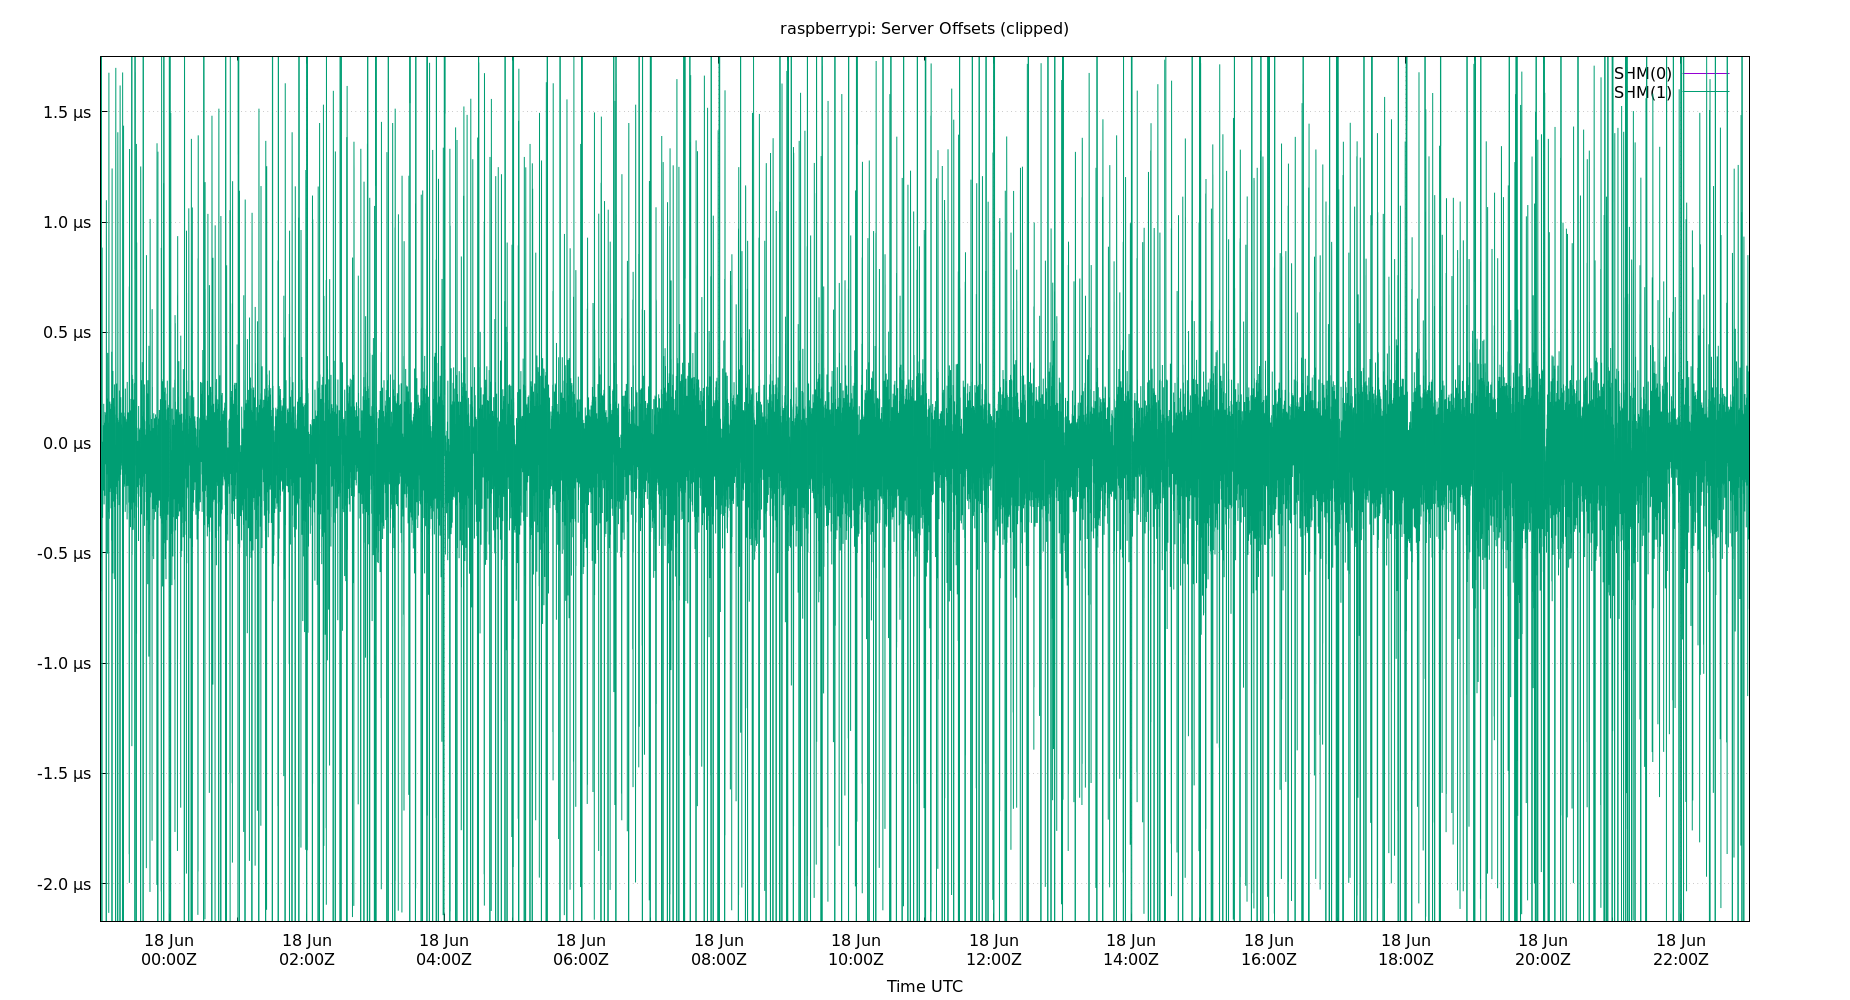 raspberrypi: Server Offsets (clipped)
SHM(0)
SHM(1)
1.5 µs
1.0 µs
0.5 µs
0.0 µs
-0.5 µs
-1.0 µs
-1.5 µs
-2.0 µs
18 Jun 18 Jun 18 Jun 18 Jun 18 Jun 18 Jun 18 Jun 18 Jun 18 Jun 18 Jun 18 Jun 18 Jun
00:00Z 02:00Z 04:00Z 06:00Z 08:00Z 10:00Z 12:00Z 14:00Z 16:00Z 18:00Z 20:00Z 22:00Z
Time UTC